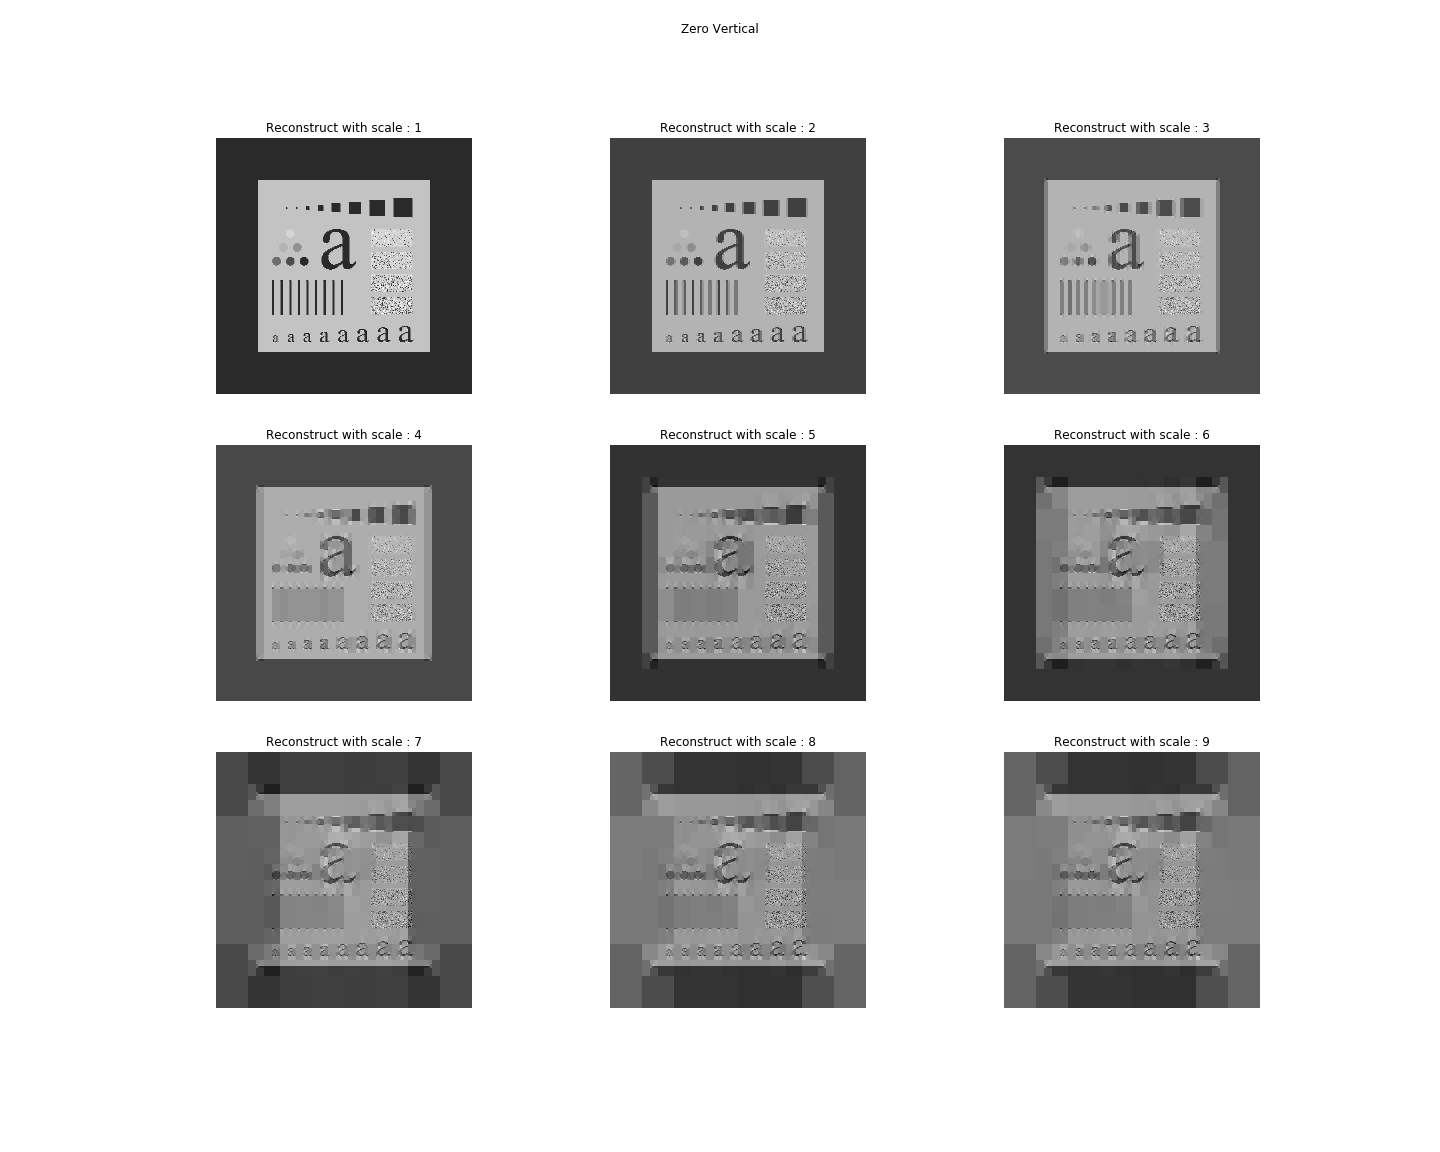 Zero Vertical
Reconstruct with scale : 1
Reconstruct with scale : 2
Reconstruct with scale : 3
a
a
a
a a a a a a a a
a a a a a a a a
a a a a a a a a
Reconstruct with scale : 4
Reconstruct with scale : 5
Reconstruct with scale : 6
a
a
a
a a a a a a a a
a a a a a a a a
a a a a a a a a
Reconstruct with scale : 7
Reconstruct with scale : 8
Reconstruct with scale : 9
a
a
a
a a a a a a a a
a a a a a a a a
a a a a a a a a